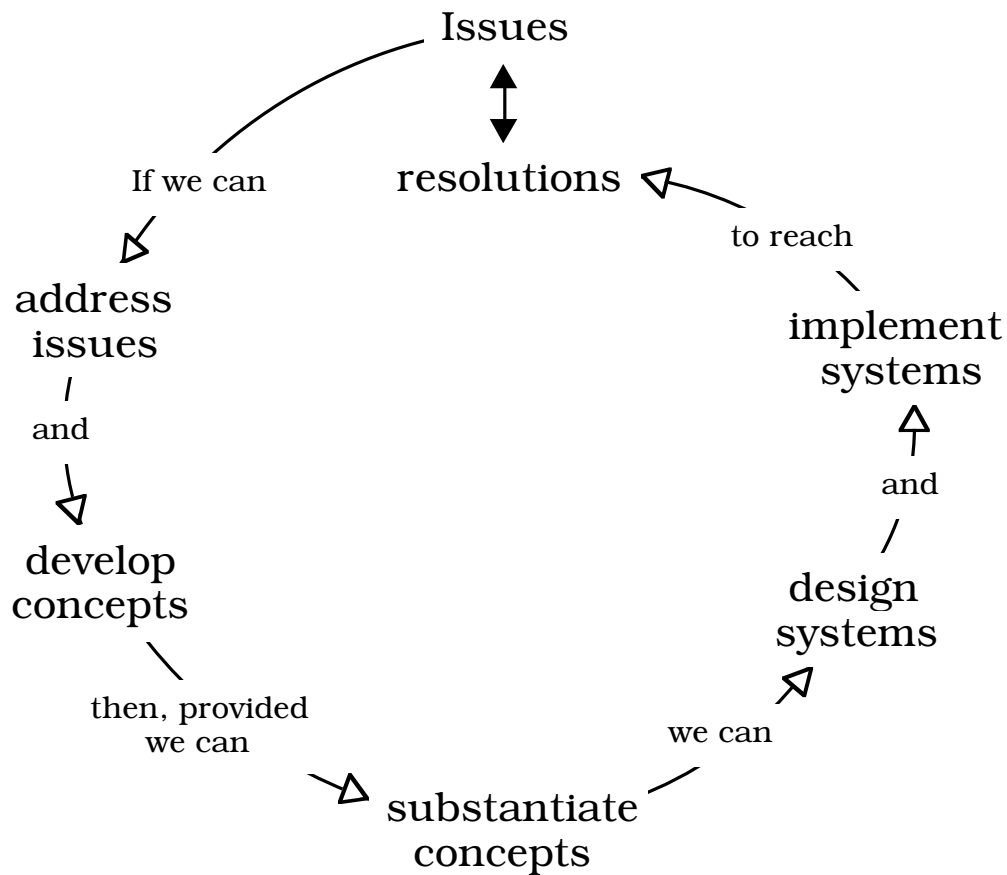 Issues
If we can
address
issues
and
develop
concepts
then, provided
we can
substantiate
concepts
we can
design
systems
and
implement
systems
to reach
resolutions